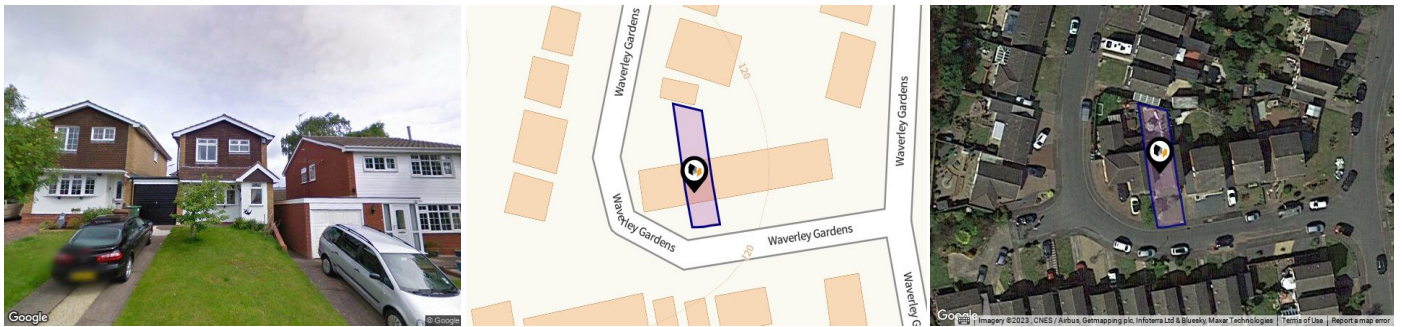 Google
© Google
Waverley Gardens
120
Waverley Gardens
Waverley Gardens
Waverley Gardens
120
Waverley G
Google
Imagery ©2023 , CNES / Airbus, Getmapping plc, Infoterra Ltd & Bluesky, Maxar Technologies
Terms of Use
Report a map error